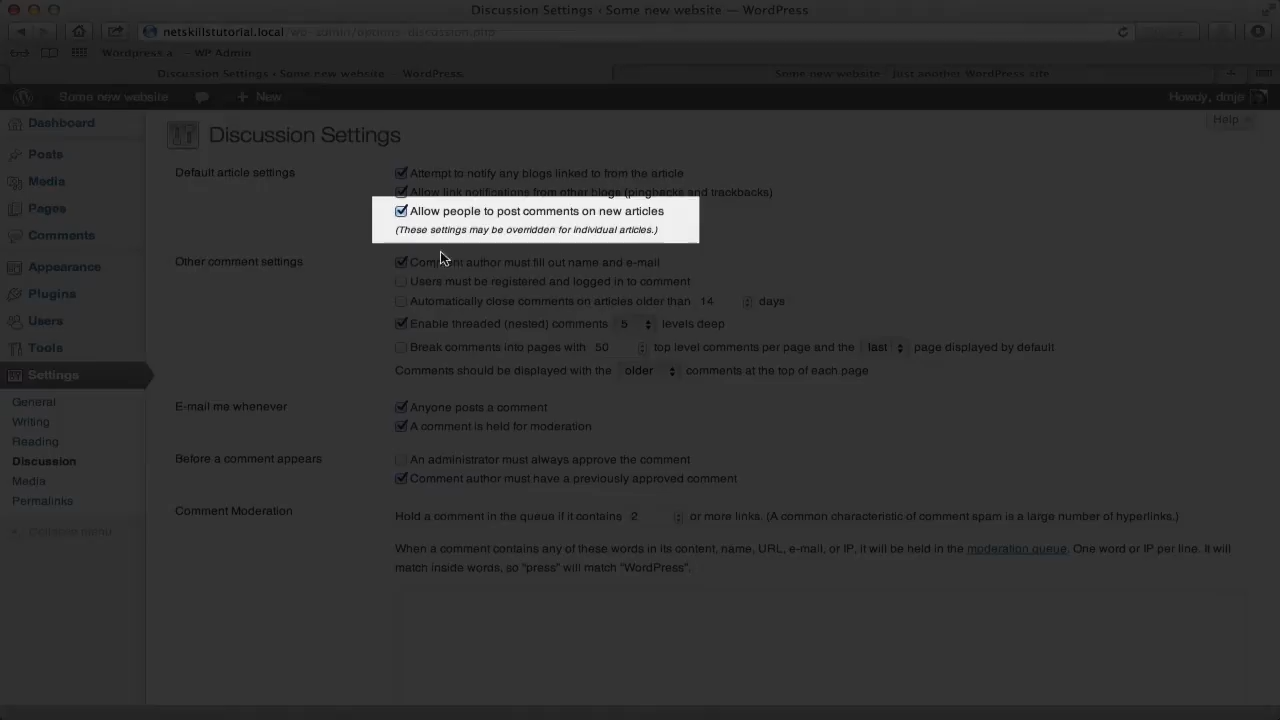 Discussion Settings ‹ Some new website — WordPress
netskillstutorial.local/wp-admin/options-discussion.php
WP Admin
Discussion Settings ‹ Some new website — WordPress
Some new website | Just another WordPress site
Some new website
+ New
Howdy, dmje
Help
Dashboard
Posts
Media
Pages
Comments
Appearance
Plugins
Users
Tools
Settings
General
Writing
Reading
Discussion
Media
Permalinks
Collapse menu
Discussion Settings
Default article settings
Attempt to notify any blogs linked to from the article
Allow link notifications from other blogs (pingbacks and trackbacks)
Allow people to post comments on new articles
(These settings may be overridden for individual articles.)
Other comment settings
Comment author must fill out name and e-mail
Users must be registered and logged in to comment
Automatically close comments on articles older than 14 days
Enable threaded (nested) comments 5 levels deep
Break comments into pages with 50 top level comments per page and the last page displayed by default
Comments should be displayed with the older comments at the top of each page
E-mail me whenever
Anyone posts a comment
A comment is held for moderation
Before a comment appears
An administrator must always approve the comment
Comment author must have a previously approved comment
Comment Moderation
Hold a comment in the queue if it contains 2 or more links. (A common characteristic of comment spam is a large number of hyperlinks.)
When a comment contains any of these words in its content, name, URL, e-mail, or IP, it will be held in the moderation queue. One word or IP per line. It will
match inside words, so "press" will match "WordPress".